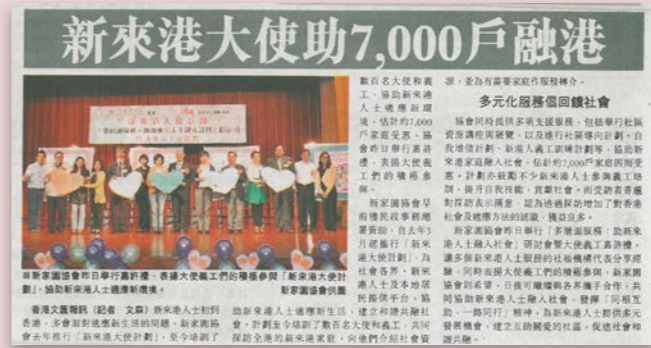 新來港大使助7,000戶融港
■新家園協會昨日舉行嘉許禮，表揚大使義工們的積極參與「新來港大使計
劃」，協助新來港人士適應新環境。 新家園協會供圖
香港文匯報訊（記者 文森）新來港人士初到
香港，多會面對適應新生活的問題。新家園協
會去年推行「新來港大使計劃」，至今培訓了
數百名大使和義
工，協助新來港
人士適應新環
境，估計約7,000
戶家庭受惠。協
會昨日舉行嘉許
禮，表揚大使義
工們的積極參
與。
新家園協會早
前獲民政事務總
署資助，自去年3
月起推行「新來
港大使計劃」，為
社會各界、新來
港人士及本地居
民提供平台，協
助新來港人士適應新生活，建立和諧共融社
會。計劃至今培訓了數百名大使和義工，共同
探訪全港的新來港家庭，向他們介紹社會資
源，並為有需要家庭作服務轉介。
多元化服務倡回饋社會
協會同時提供多項支援服務，包括舉行社區
資源講座與展覽，以及進行社區導向計劃、自
我增值計劃、新港人義工訓練計劃等，協助新
來港家庭融入社會，估計約7,000戶家庭因而受
惠。計劃亦鼓勵不少新來港人士參與義工培
訓，提升自我技能，貢獻社會。而受訪者普遍
對探訪表示滿意，認為透過探訪增加了對香港
社會及適應方法的認識，獲益良多。
新家園協會昨日舉行「多層面服務．助新來
港人士融入社會」研討會暨大使義工嘉許禮，
讓多個新來港人士服務的社福機構代表分享經
驗，同時表揚大使義工們的積極參與。新家園
協會則希望，日後可繼續與各界攜手合作，共
同協助新來港人士融入社會，發揮「同根互
助，一路同行」精神，為新來港人士提供多元
發展機會，建立互助關愛的社區，促進社會和
諧共融。